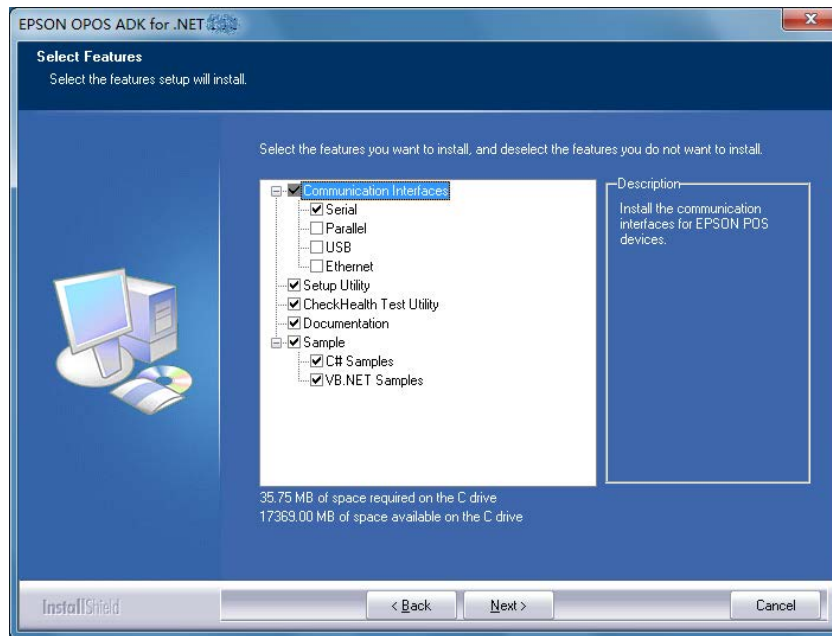 EPSON OPOS ADK for .NET
Select Features
Select the features setup will install.
Select the features you want to install, and deselect the features you do not want to install.
Communication Interfaces
Serial
Parallel
USB
Ethernet
Setup Utility
CheckHealth Test Utility
Documentation
Sample
C# Samples
VB.NET Samples
Description
Install the communication
interfaces for EPSON POS
devices.
35.75 MB of space required on the C drive
17369.00 MB of space available on the C drive
InstallShield
< Back
Next >
Cancel